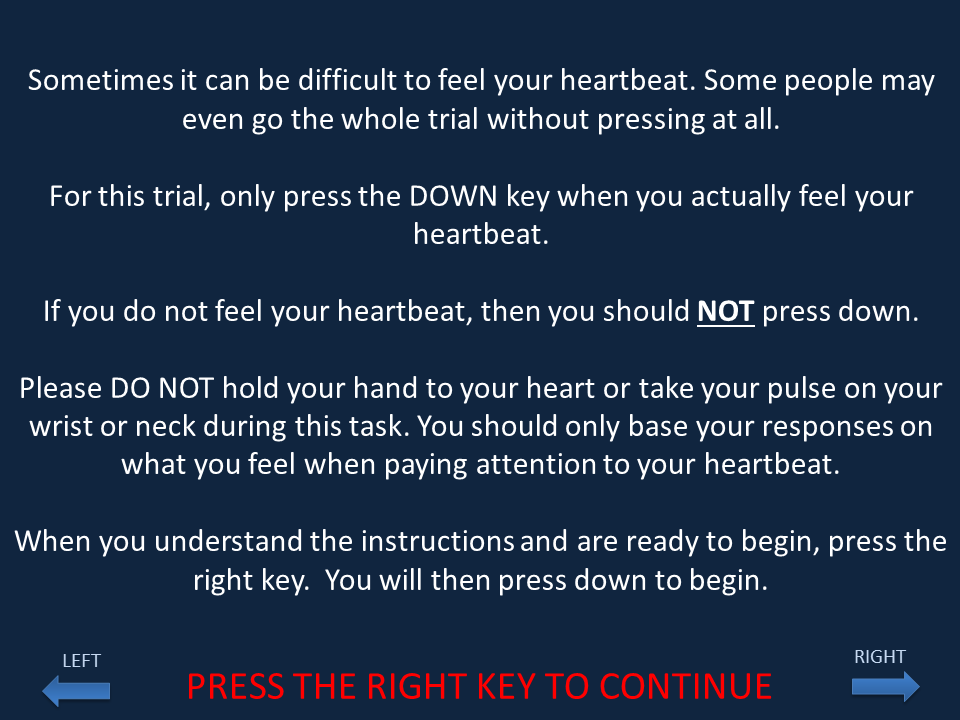 Sometimes it can be difficult to feel your heartbeat. Some people may
even go the whole trial without pressing at all.
For this trial, only press the DOWN key when you actually feel your
heartbeat.
If you do not feel your heartbeat, then you should NOT press down.
Please DO NOT hold your hand to your heart or take your pulse on your
wrist or neck during this task. You should only base your responses on
what you feel when paying attention to your heartbeat.
When you understand the instructions and are ready to begin, press the
right key.  You will then press down to begin.
LEFT
PRESS THE RIGHT KEY TO CONTINUE
RIGHT